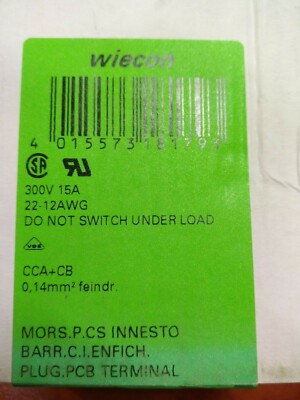 wiecon
4 015573 181797
300V 15A
22-12AWG
DO NOT SWITCH UNDER LOAD
VDE
CCA+CB
0,14mm² feindr.
MORS.P.CS INNESTO
BARR.C.I.ENFICH.
PLUG.PCB TERMINAL